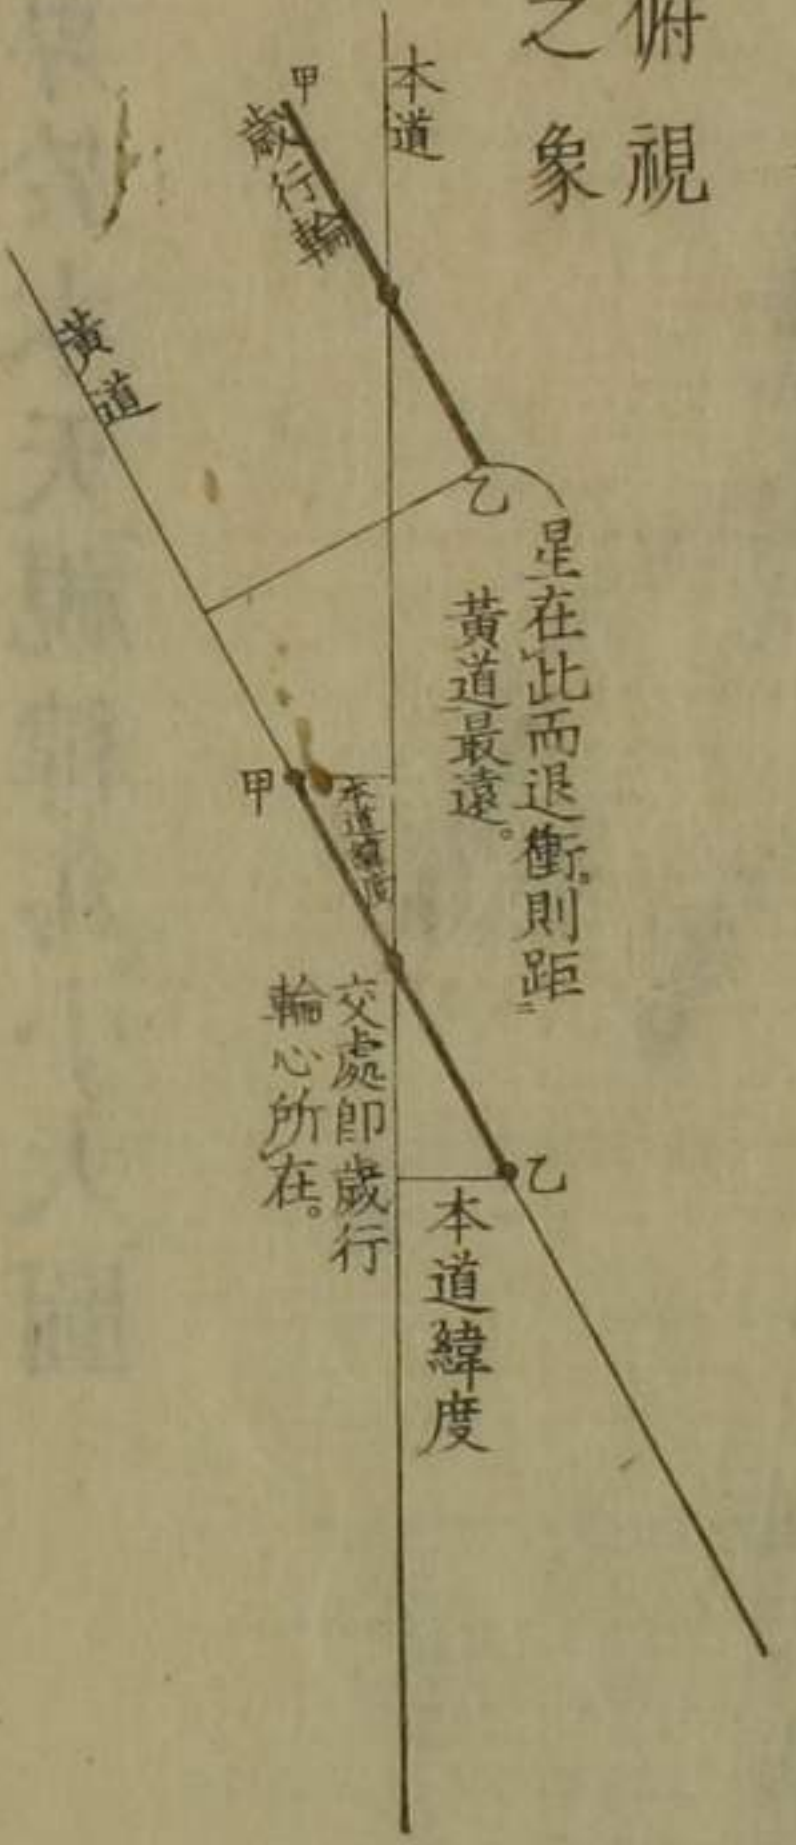 俯視
之象
本道
甲
歲行輪
黃道
乙
星在此而退衝。則距
黃道最遠。
甲
本道緯度
交處即歲行
輪心所在。
乙
本道緯度